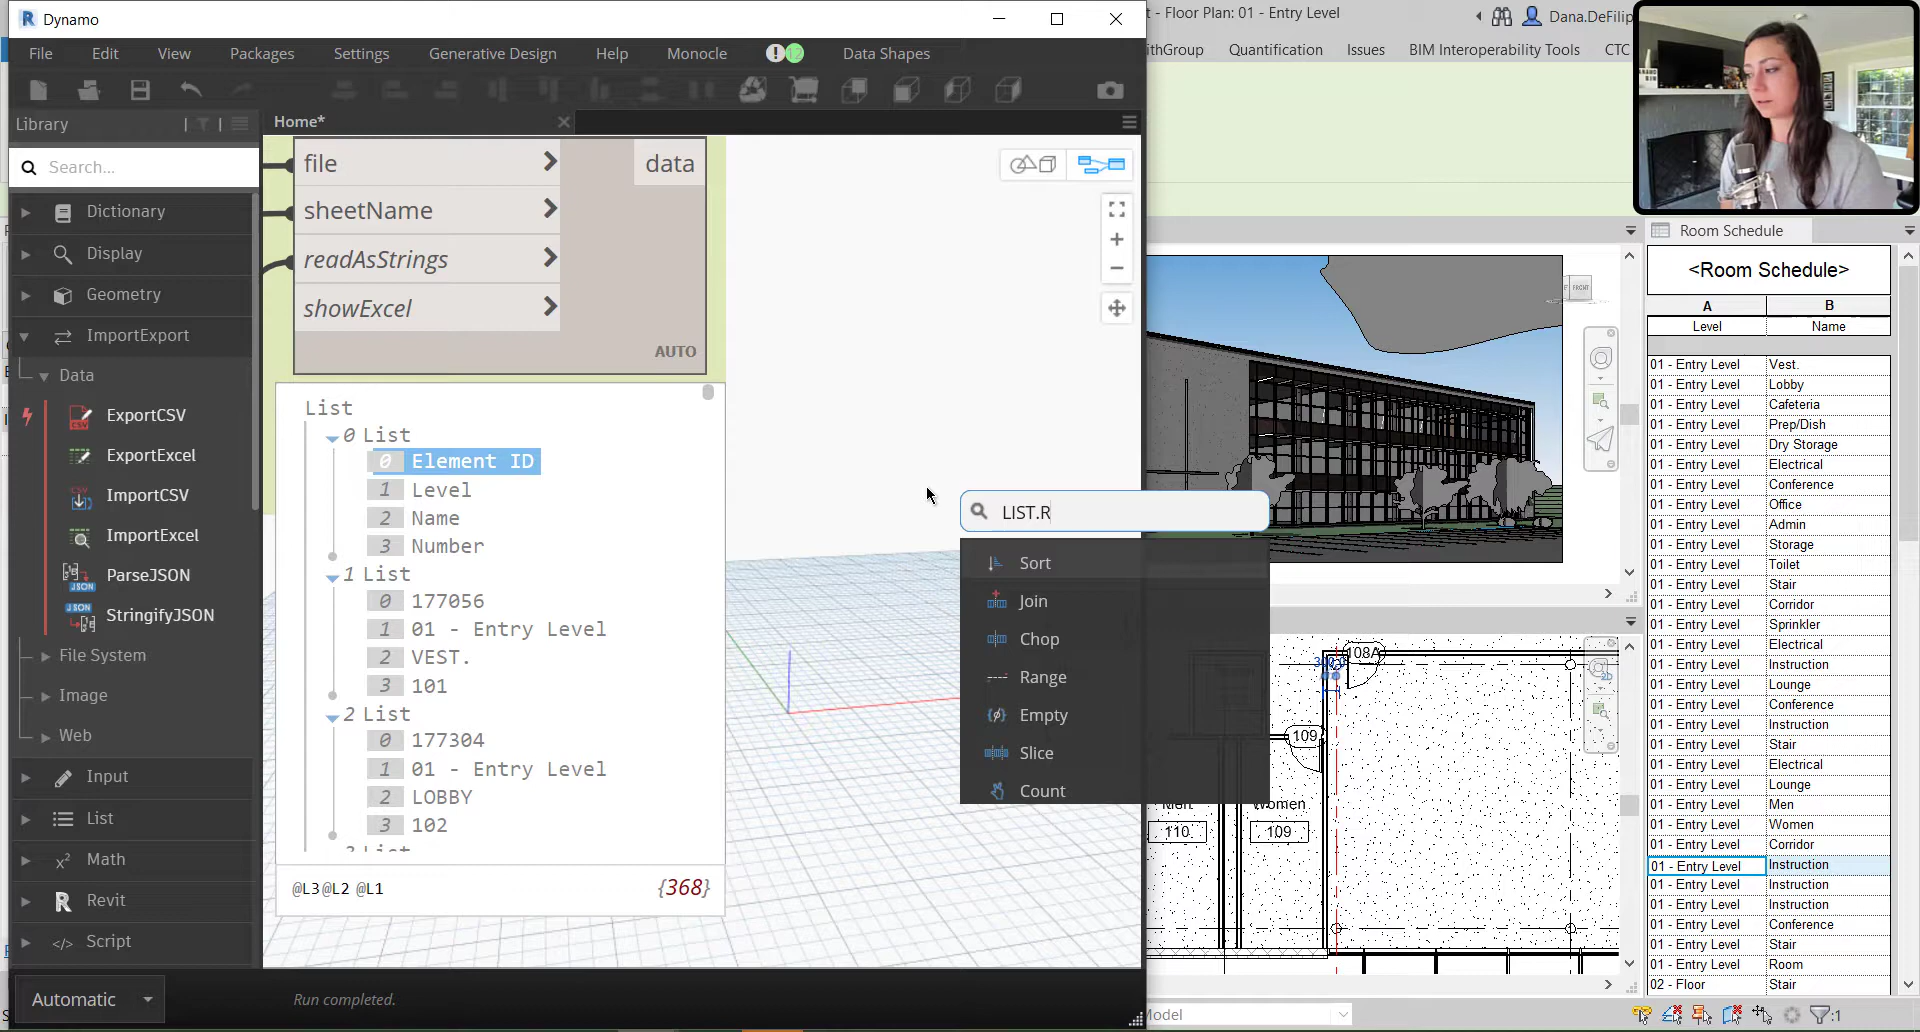 Dynamo
File Edit View Packages Settings Generative Design Help Monocle Data Shapes
Library
Home*
Search...
Dictionary
Display
Geometry
ImportExport
Data
ExportCSV
ExportExcel
ImportCSV
ImportExcel
ParseJSON
StringifyJSON
File System
Image
Web
Input
List
Math
Revit
Script
Automatic
Run completed.
file
data
sheetName
readAsStrings
showExcel
AUTO
List
0 List
0 Element ID
1 Level
2 Name
3 Number
1 List
0 177056
1 01 - Entry Level
2 VEST.
3 101
2 List
0 177304
1 01 - Entry Level
2 LOBBY
3 102
@L3 @L2 @L1
{368}
LIST.R
Sort
Join
Chop
Range
Empty
Slice
Count
t - Floor Plan: 01 - Entry Level
Dana.DeFilip
ithGroup Quantification Issues BIM Interoperability Tools CTC
FRONT
108A
109
Women
110
109
Model
:1
Room Schedule
<Room Schedule>
A B
Level Name
01 - Entry Level Vest.
01 - Entry Level Lobby
01 - Entry Level Cafeteria
01 - Entry Level Prep/Dish
01 - Entry Level Dry Storage
01 - Entry Level Electrical
01 - Entry Level Conference
01 - Entry Level Office
01 - Entry Level Admin
01 - Entry Level Storage
01 - Entry Level Toilet
01 - Entry Level Stair
01 - Entry Level Corridor
01 - Entry Level Sprinkler
01 - Entry Level Electrical
01 - Entry Level Instruction
01 - Entry Level Lounge
01 - Entry Level Conference
01 - Entry Level Instruction
01 - Entry Level Stair
01 - Entry Level Electrical
01 - Entry Level Lounge
01 - Entry Level Men
01 - Entry Level Women
01 - Entry Level Corridor
01 - Entry Level Instruction
01 - Entry Level Instruction
01 - Entry Level Instruction
01 - Entry Level Conference
01 - Entry Level Stair
01 - Entry Level Room
02 - Floor Stair